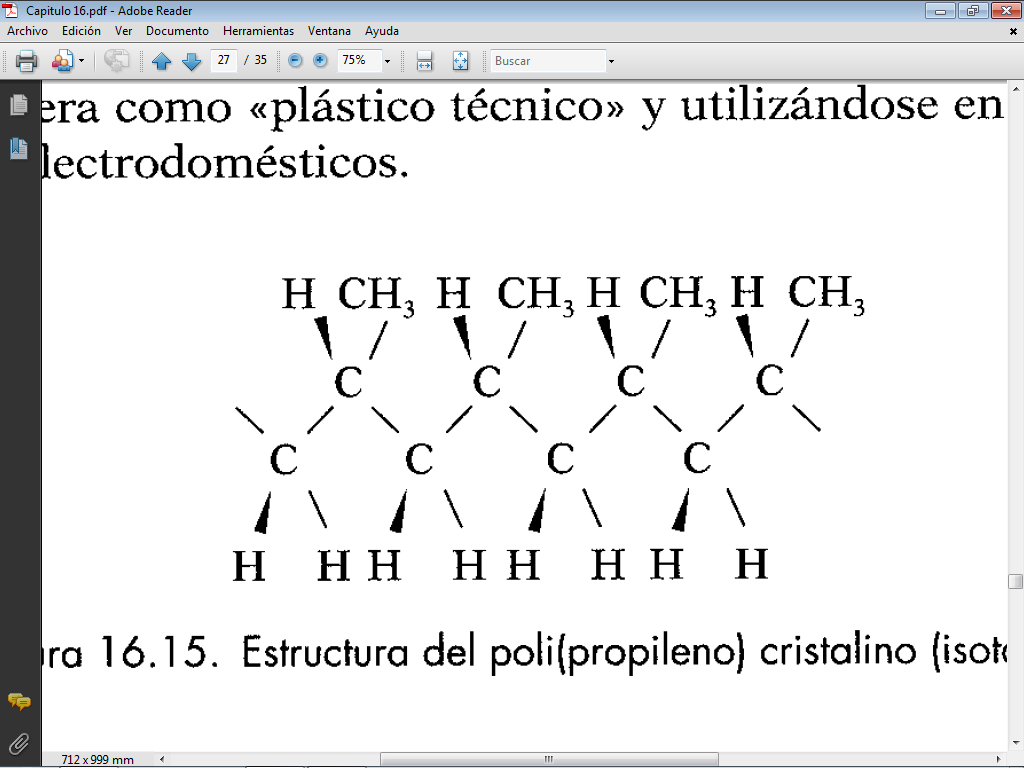 Capitulo 16.pdf - Adobe Reader
Archivo Edición Ver Documento Herramientas Ventana Ayuda
27 / 35 75% Buscar
era como «plástico técnico» y utilizándose en
lectrodomésticos.
H CH3 H CH3 H CH3 H CH3
C C C C
C C C C
H H H H H H H H
ra 16.15. Estructura del poli(propileno) cristalino (isot
712 x 999 mm